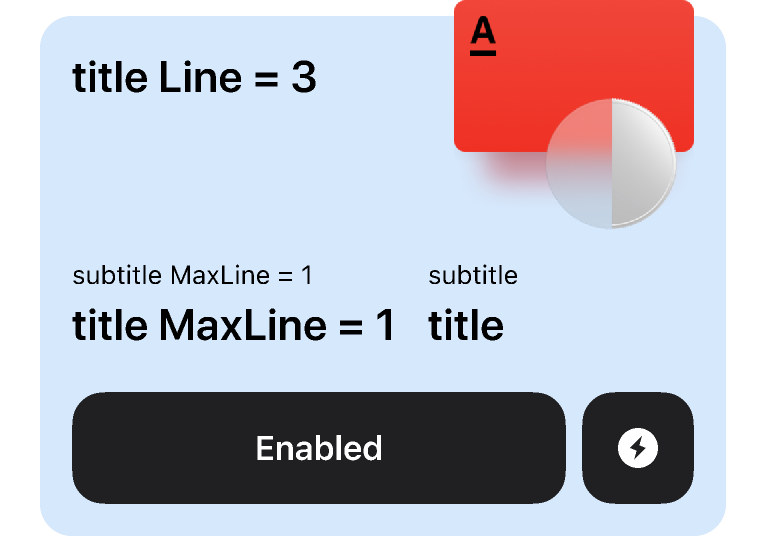 A
title Line = 3
subtitle MaxLine = 1 subtitle
title MaxLine = 1 title
Enabled